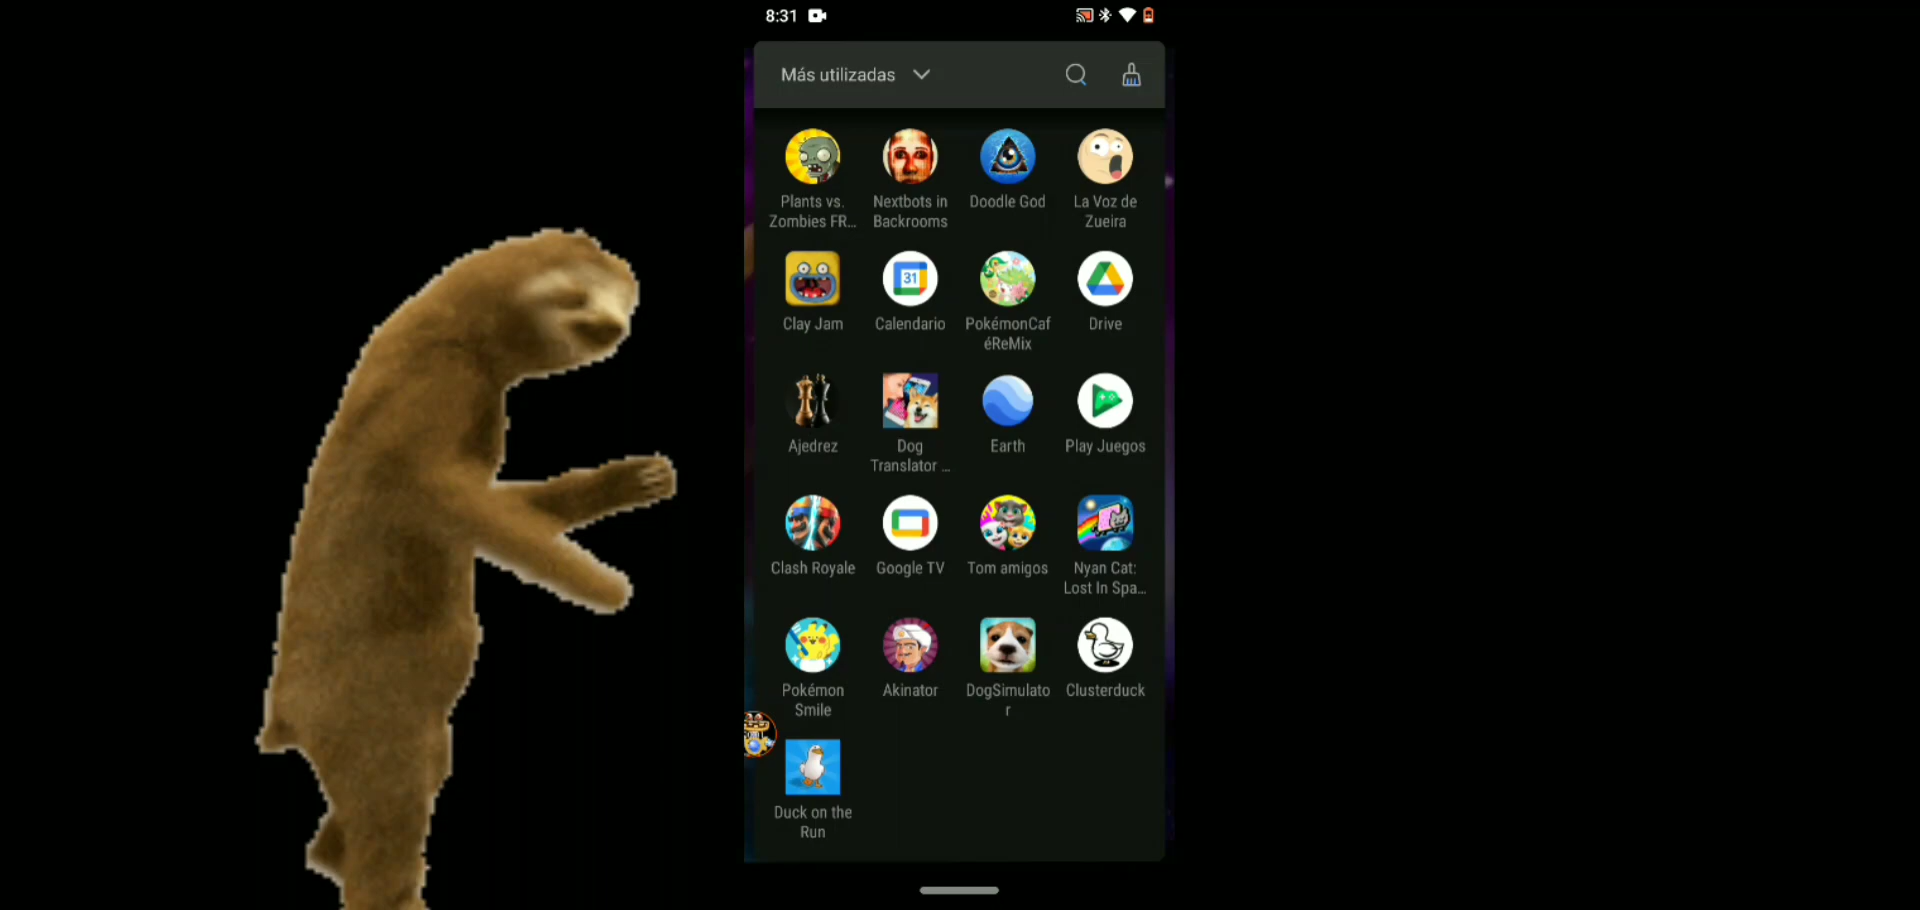 8:31
Más utilizadas
Plants vs.
Zombies FR...
Nextbots in
Backrooms
Doodle God
La Voz de
Zueira
Clay Jam
31
Calendario
PokémonCaf
éReMix
Drive
Ajedrez
Dog
Translator ...
Earth
Play Juegos
Clash Royale
Google TV
Tom amigos
Nyan Cat:
Lost In Spa...
Pokémon
Smile
Akinator
DogSimulato
r
Clusterduck
Duck on the
Run